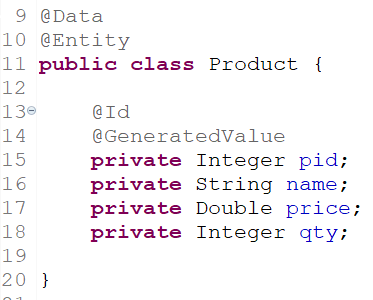 9 @Data
10 @Entity
11 public class Product {
12
13 @Id
14 @GeneratedValue
15 private Integer pid;
16 private String name;
17 private Double price;
18 private Integer qty;
19
20 }